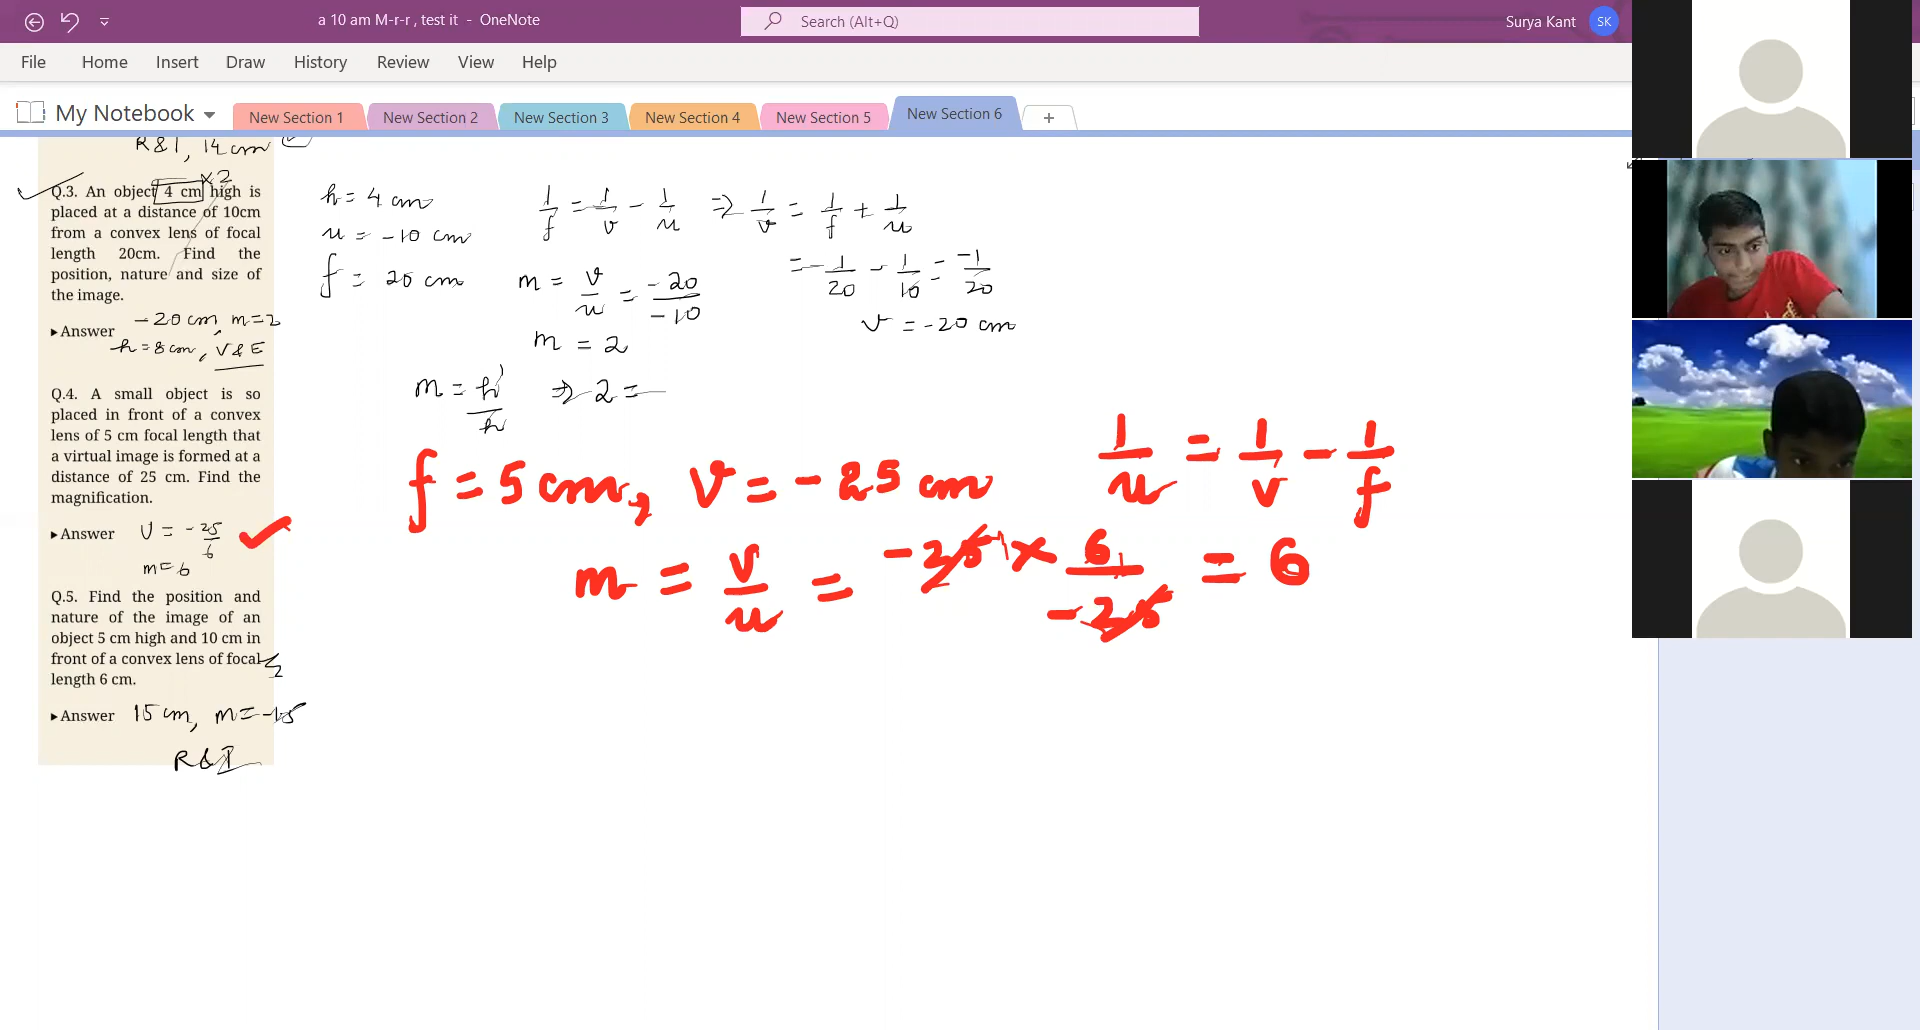 a 10 am M-r-r , test it - OneNote
Search (Alt+Q)
Surya Kant
SK
File Home Insert Draw History Review View Help
My Notebook
New Section 1 New Section 2 New Section 3 New Section 4 New Section 5 New Section 6 +
R & I, 14 cm
×2
Q.3. An object 4 cm high is
placed at a distance of 10cm
from a convex lens of focal
length 20cm. Find the
position, nature and size of
the image.
▸Answer -20 cm, m=2
h = 8 cm, V & E
Q.4. A small object is so
placed in front of a convex
lens of 5 cm focal length that
a virtual image is formed at a
distance of 25 cm. Find the
magnification.
▸Answer U = -25/6
m = 6
Q.5. Find the position and
nature of the image of an
object 5 cm high and 10 cm in
front of a convex lens of focal
length 6 cm.
▸Answer 15 cm, m = -1.5
R & I
h = 4 cm
u = -10 cm
f = 20 cm
1/f = 1/v - 1/u ⇒ 1/v = 1/f + 1/u
= 1/20 - 1/10 = -1/20
v = -20 cm
m = v/u = -20/-10
m = 2
m = h'/h ⇒ 2 =
f = 5 cm, v = -25 cm
1/u = 1/v - 1/f
m = v/u = -25 × 6/-25 = 6